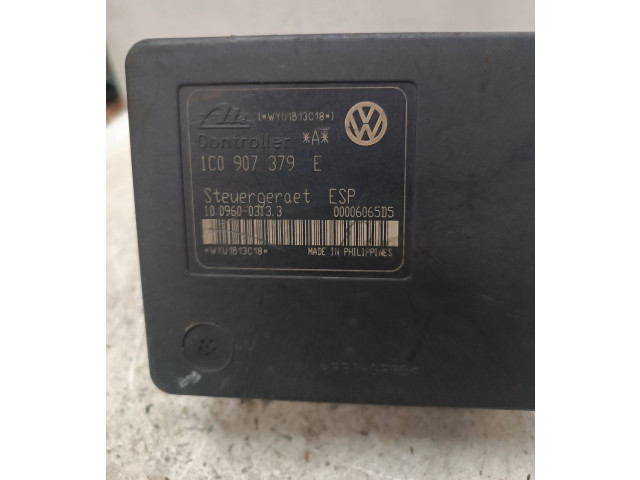 Ate (*WYU1B13C18*)
Controller *A*
1C0 907 379 E
Steuergeraet ESP
10.0960-0313.3 00006065D5
*WYU1B13C18* MADE IN PHILIPPINES